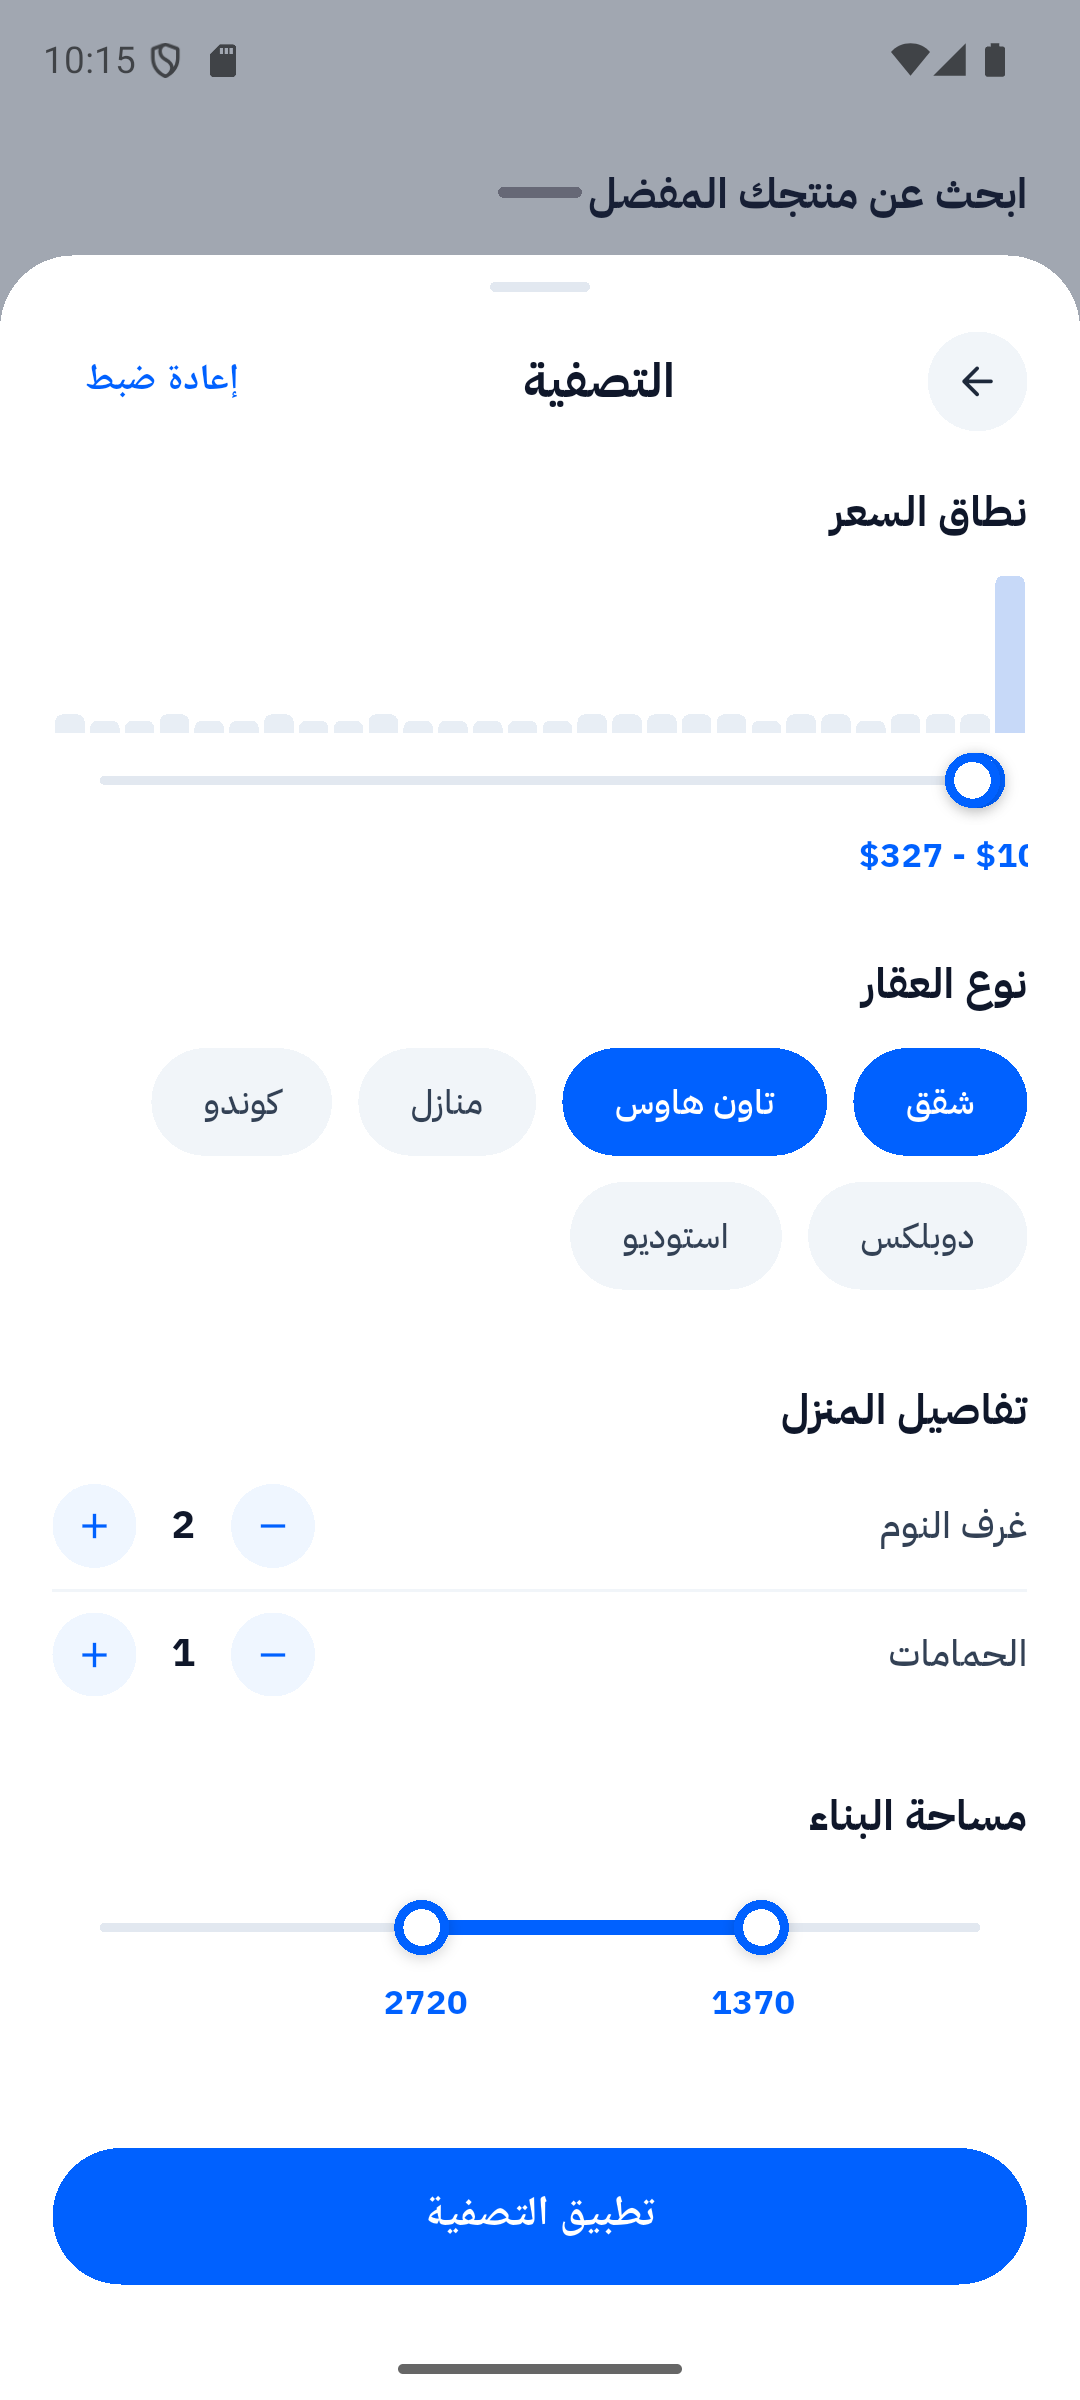 10:15
ابحث عن منتجك المفضل
التصفية
إعادة ضبط
نطاق السعر
$327 - $10
نوع العقار
شقق
تاون هاوس
منازل
كوندو
دوبلكس
استوديو
تفاصيل المنزل
غرف النوم
2
الحمامات
1
مساحة البناء
1370
2720
تطبيق التصفية